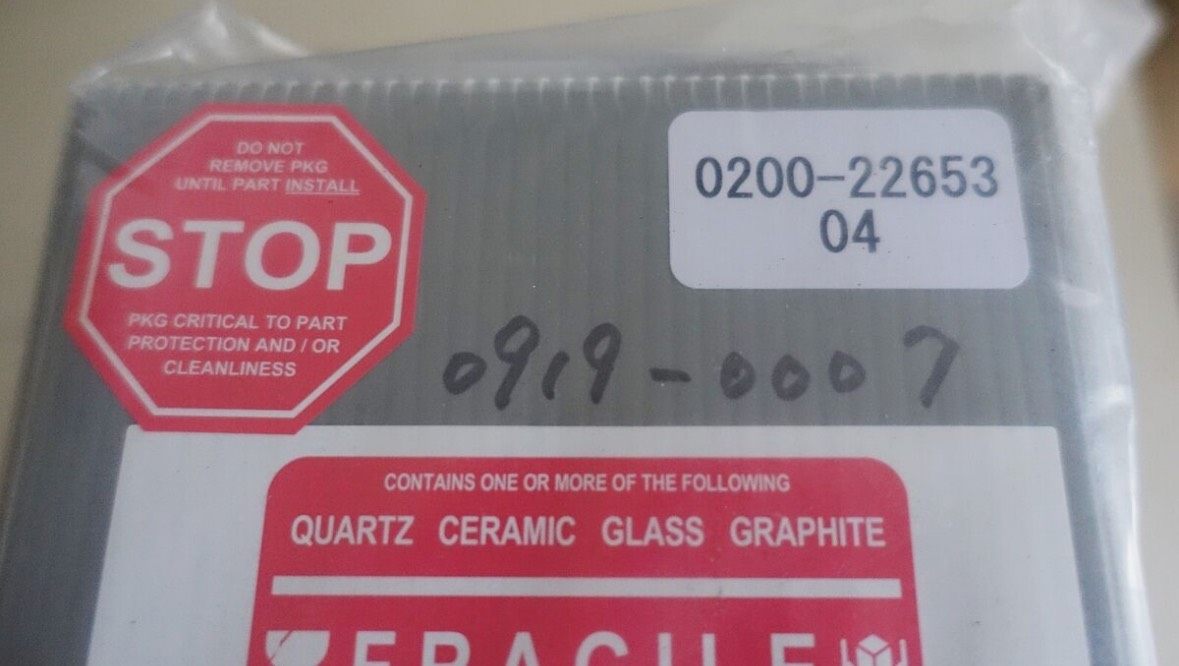 DO NOT
REMOVE PKG
UNTIL PART INSTALL
STOP
PKG CRITICAL TO PART
PROTECTION AND / OR
CLEANLINESS
0200-22653
04
0919-0007
CONTAINS ONE OR MORE OF THE FOLLOWING
QUARTZ CERAMIC GLASS GRAPHITE
FRAGILE